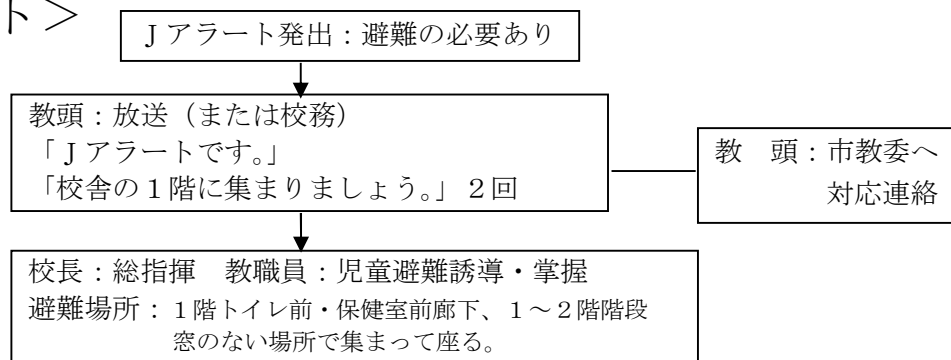 ト＞
Ｊアラート発出：避難の必要あり
教頭：放送（または校務）
「Ｊアラートです。」
「校舎の１階に集まりましょう。」２回
教　頭：市教委へ
対応連絡
校長：総指揮　教職員：児童避難誘導・掌握
避難場所：１階トイレ前・保健室前廊下、１～２階階段
窓のない場所で集まって座る。